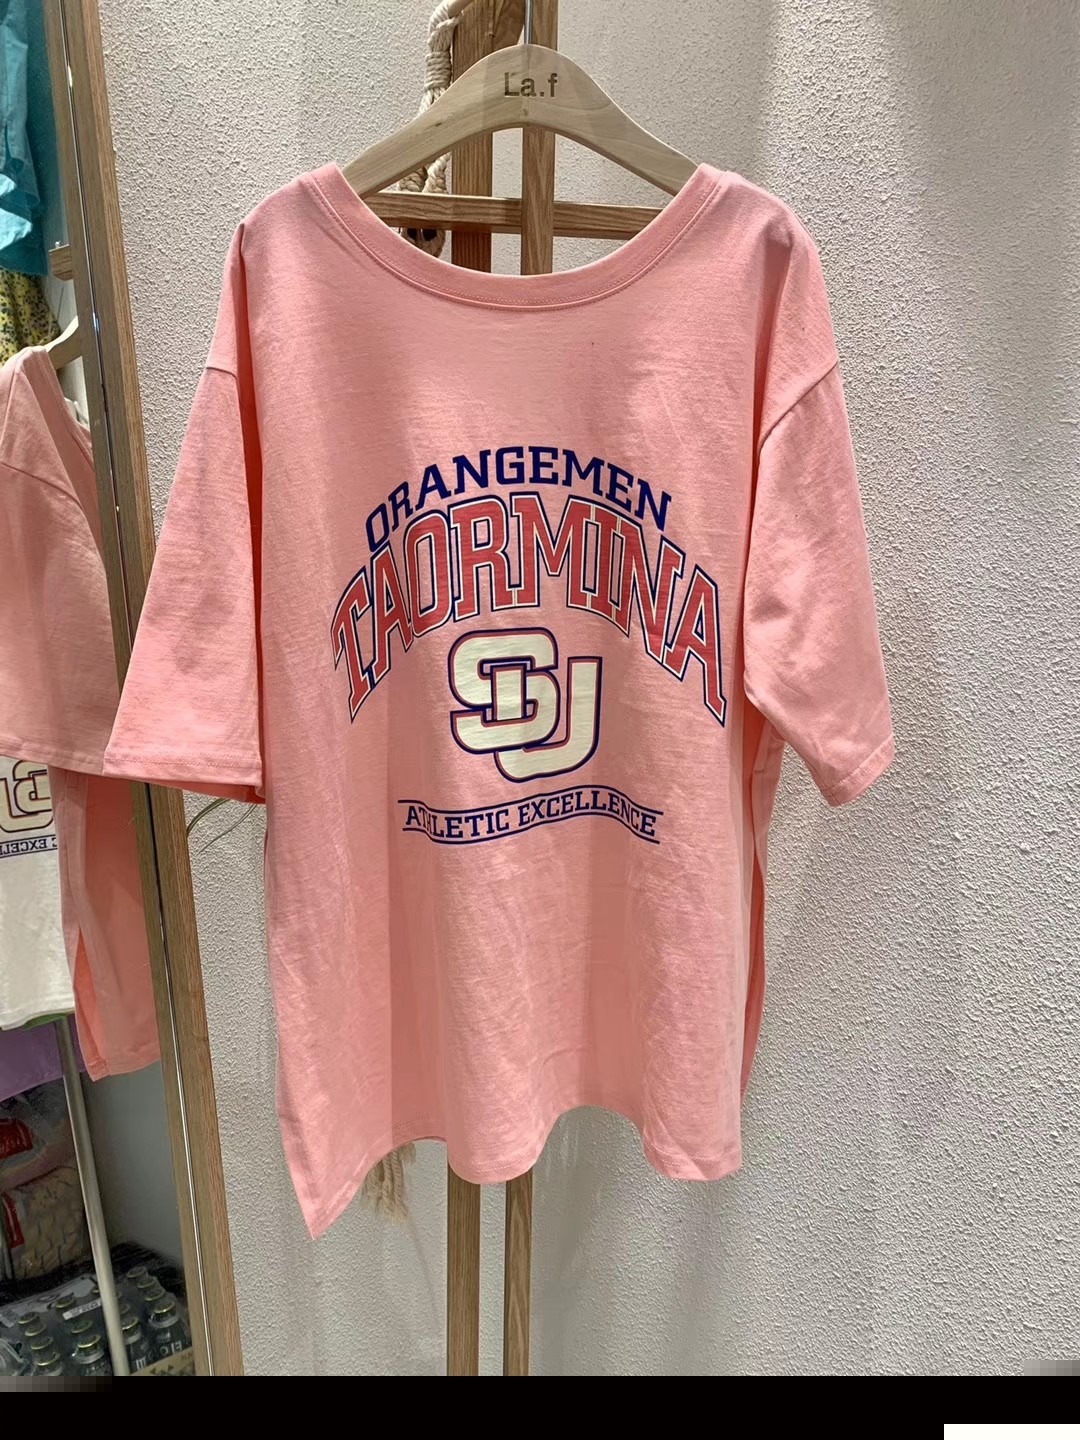 La.f
ORANGEMEN
TAORMINA
SU
ATHLETIC EXCELLENCE